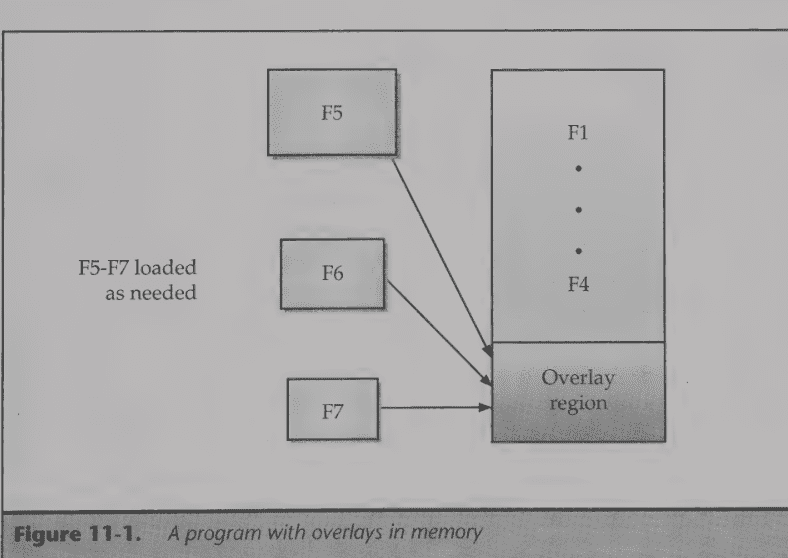 F5
F1
F5-F7 loaded
as needed
F6
F4
Overlay
region
F7
Figure 11-1. A program with overlays in memory